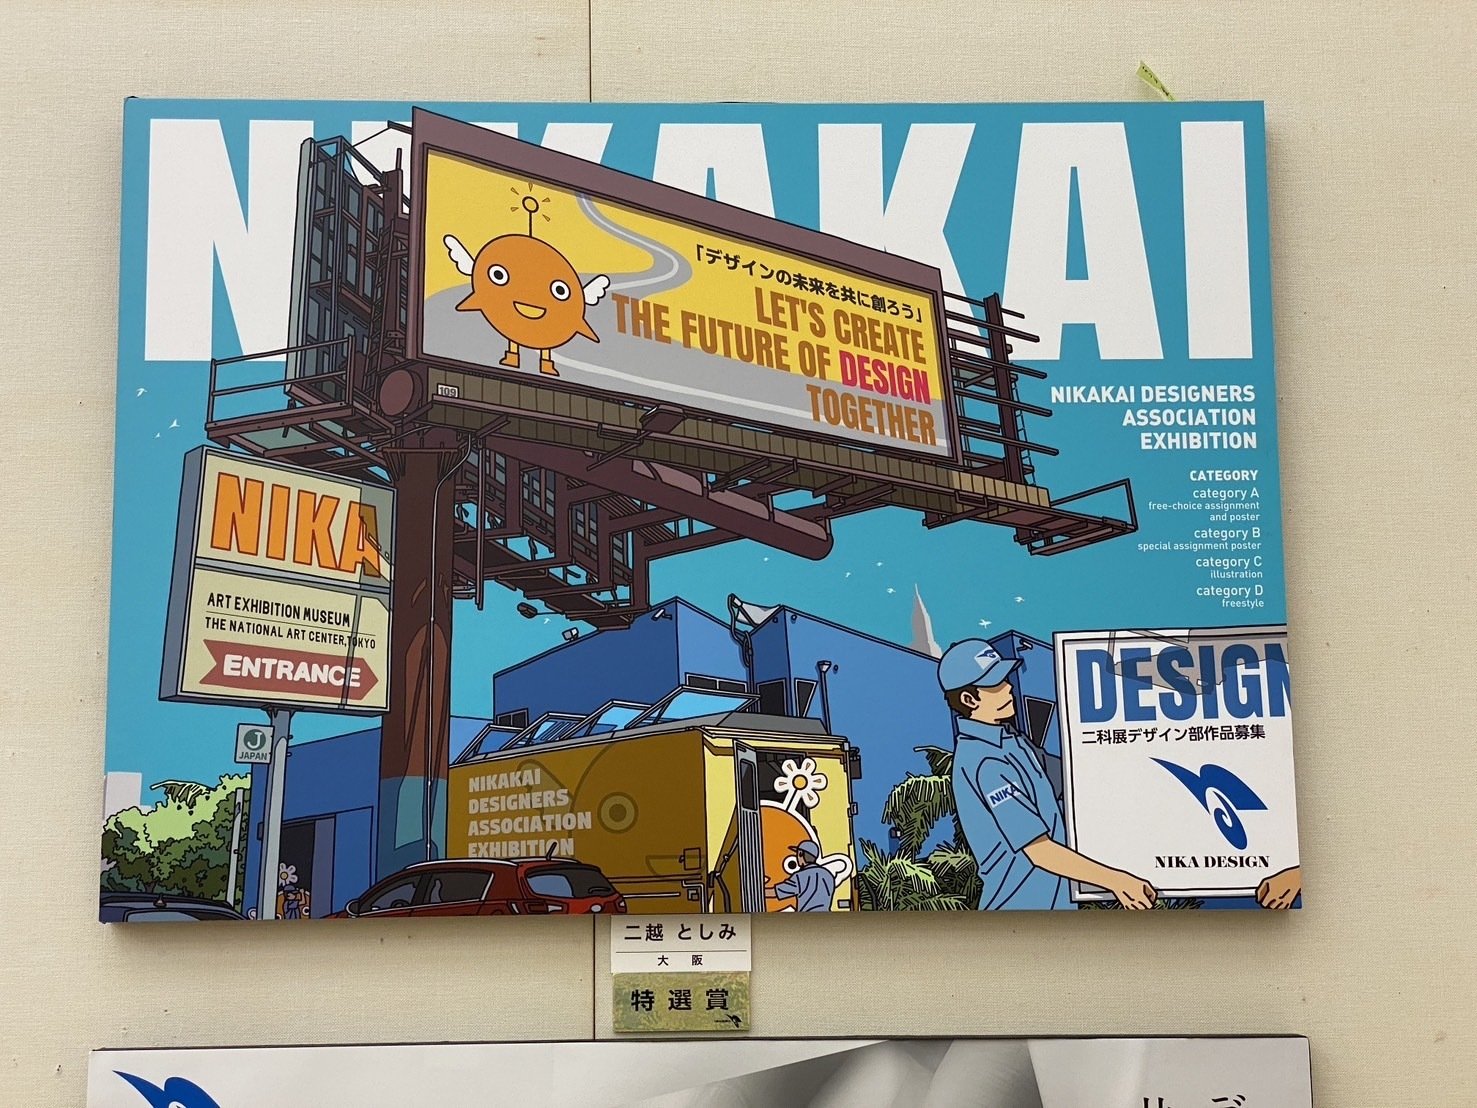 NIKAKAI
「デザインの未来を共に創ろう」
LET'S CREATE
THE FUTURE OF DESIGN
TOGETHER
109
NIKAKAI DESIGNERS
ASSOCIATION
EXHIBITION
CATEGORY
category A
free-choice assignment
and poster
category B
special assignment poster
category C
illustration
category D
freestyle
NIKA
ART EXHIBITION MUSEUM
THE NATIONAL ART CENTER,TOKYO
ENTRANCE
J
JAPAN
NIKAKAI
DESIGNERS
ASSOCIATION
EXHIBITION
NIKA
DESIGN
二科展デザイン部作品募集
NIKA DESIGN
二越 としみ
大 阪
特選賞